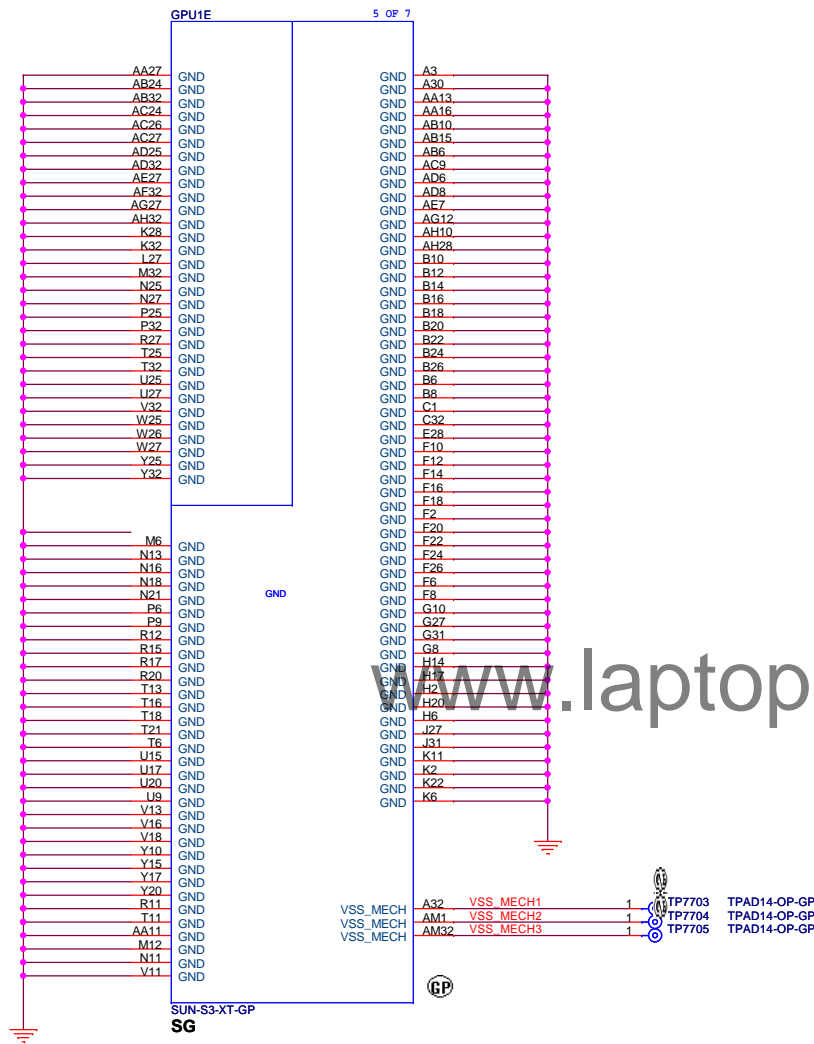 GPU1E 5 OF 7
AA27 GND GND A3
AB24 GND GND A30
AB32 GND GND AA13
AC24 GND GND AA16
AC26 GND GND AB10
AC27 GND GND AB15
AD25 GND GND AB6
AD32 GND GND AC9
AE27 GND GND AD6
AF32 GND GND AD8
AG27 GND GND AE7
AH32 GND GND AG12
K28 GND GND AH10
K32 GND GND AH28
L27 GND GND B10
M32 GND GND B12
N25 GND GND B14
N27 GND GND B16
P25 GND GND B18
P32 GND GND B20
R27 GND GND B22
T25 GND GND B24
T32 GND GND B26
U25 GND GND B6
U27 GND GND B8
V32 GND GND C1
W25 GND GND C32
W26 GND GND E28
W27 GND GND F10
Y25 GND GND F12
Y32 GND GND F14
GND F16
GND F18
GND F2
GND F20
M6 GND GND F22
N13 GND GND F24
N16 GND GND F26
N18 GND GND F6
N21 GND GND GND F8
P6 GND GND G10
P9 GND GND G27
R12 GND GND G31
R15 GND GND G8
R17 GND GND H14
R20 GND GND H17
T13 GND GND H2
T16 GND GND H20
T18 GND GND H6
T21 GND GND J27
T6 GND GND J31
U15 GND GND K11
U17 GND GND K2
U20 GND GND K22
U9 GND GND K6
V13 GND
V16 GND
V18 GND
Y10 GND
Y15 GND
Y17 GND
Y20 GND
R11 GND VSS_MECH A32 VSS_MECH1 1 TP7703 TPAD14-OP-GP
T11 GND VSS_MECH AM1 VSS_MECH2 1 TP7704 TPAD14-OP-GP
AA11 GND VSS_MECH AM32 VSS_MECH3 1 TP7705 TPAD14-OP-GP
M12 GND
N11 GND
V11 GND
GP
SUN-S3-XT-GP
SG
www.laptop